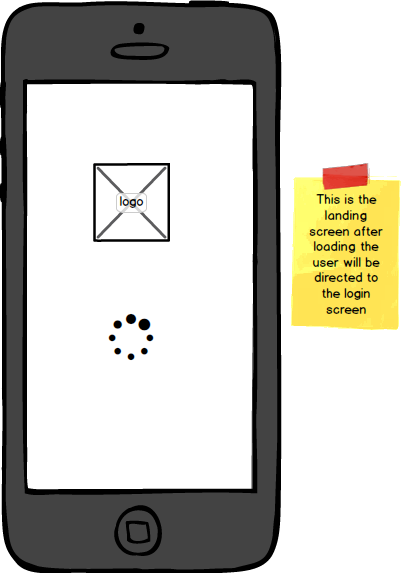 logo
This is the
landing
screen after
loading the
user will be
directed to
the login
screen